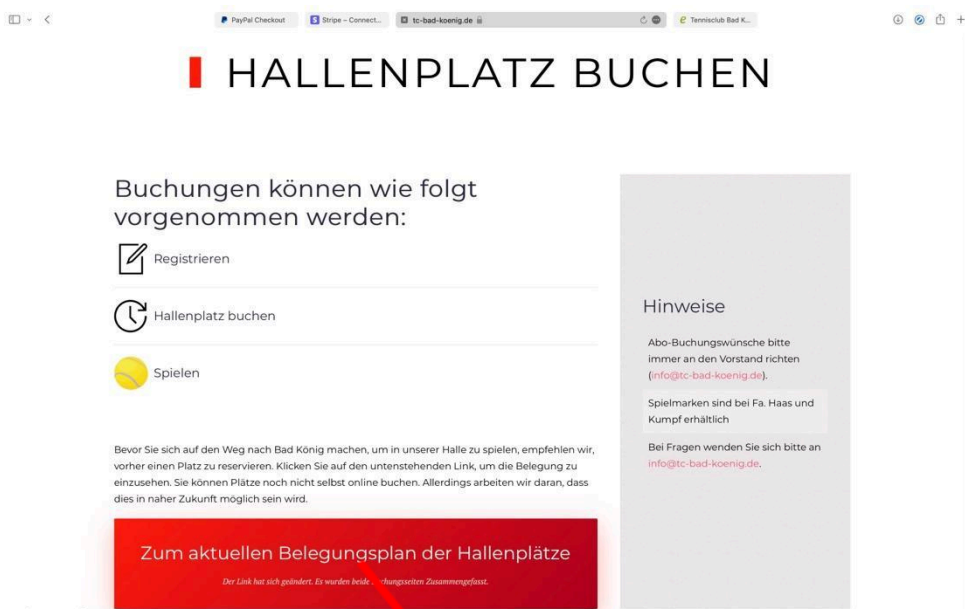 PayPal Checkout
Stripe – Connect...
tc-bad-koenig.de
Tennisclub Bad K...
HALLENPLATZ BUCHEN
Buchungen können wie folgt
vorgenommen werden:
Registrieren
Hallenplatz buchen
Spielen
Bevor Sie sich auf den Weg nach Bad König machen, um in unserer Halle zu spielen, empfehlen wir,
vorher einen Platz zu reservieren. Klicken Sie auf den untenstehenden Link, um die Belegung zu
einzusehen. Sie können Plätze noch nicht selbst online buchen. Allerdings arbeiten wir daran, dass
dies in naher Zukunft möglich sein wird.
Zum aktuellen Belegungsplan der Hallenplätze
Der Link hat sich geändert. Es wurden beide Zusammengefasst.
Hinweise
Abo-Buchungswünsche bitte
immer an den Vorstand richten
(info@tc-bad-koenig.de).
Spielmarken sind bei Fa. Haas und
Kumpf erhältlich
Bei Fragen wenden Sie sich bitte an
info@tc-bad-koenig.de.